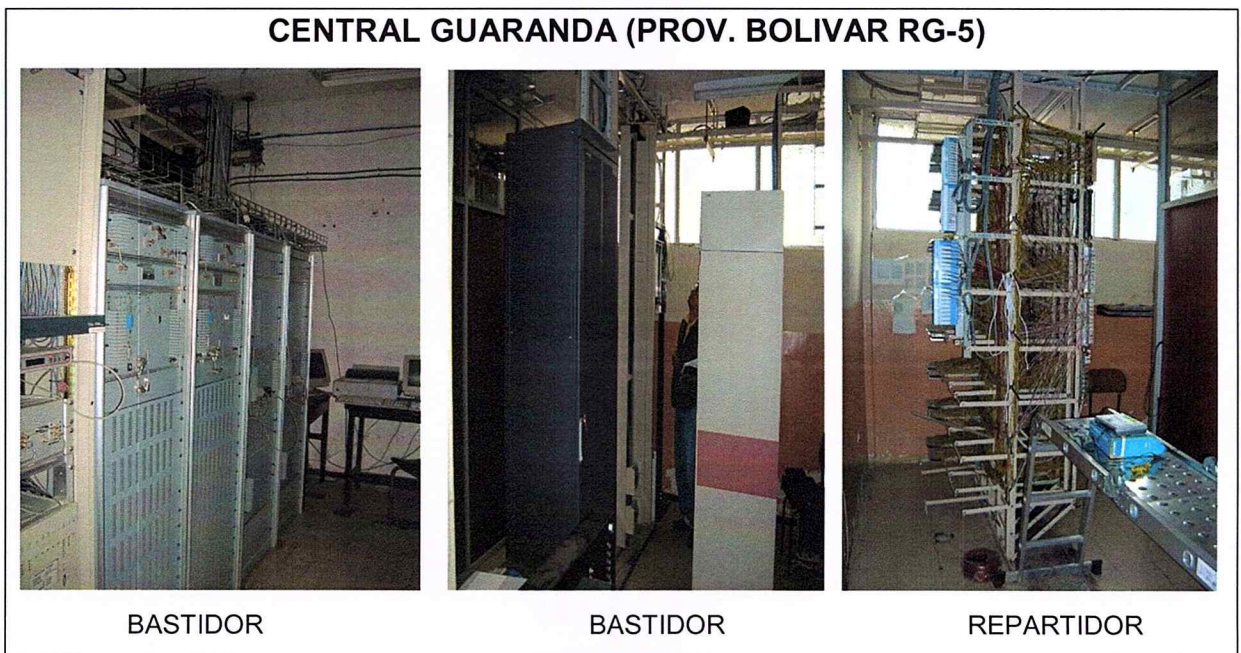 CENTRAL GUARANDA (PROV. BOLIVAR RG-5)
BASTIDOR
BASTIDOR
REPARTIDOR